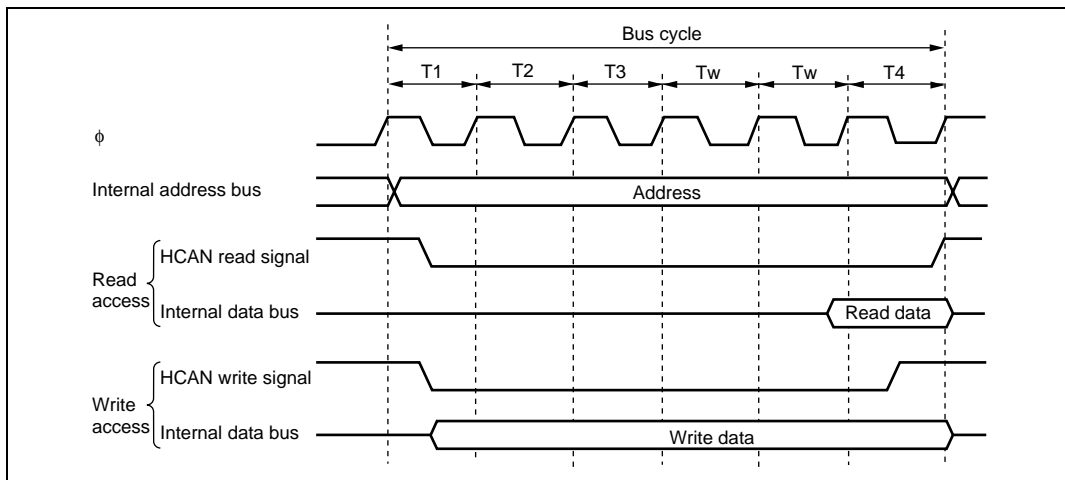 Bus cycle
T1 T2 T3 Tw Tw T4
ϕ
Internal address bus
Address
HCAN read signal
Read
access
Internal data bus
Read data
HCAN write signal
Write
access
Internal data bus
Write data